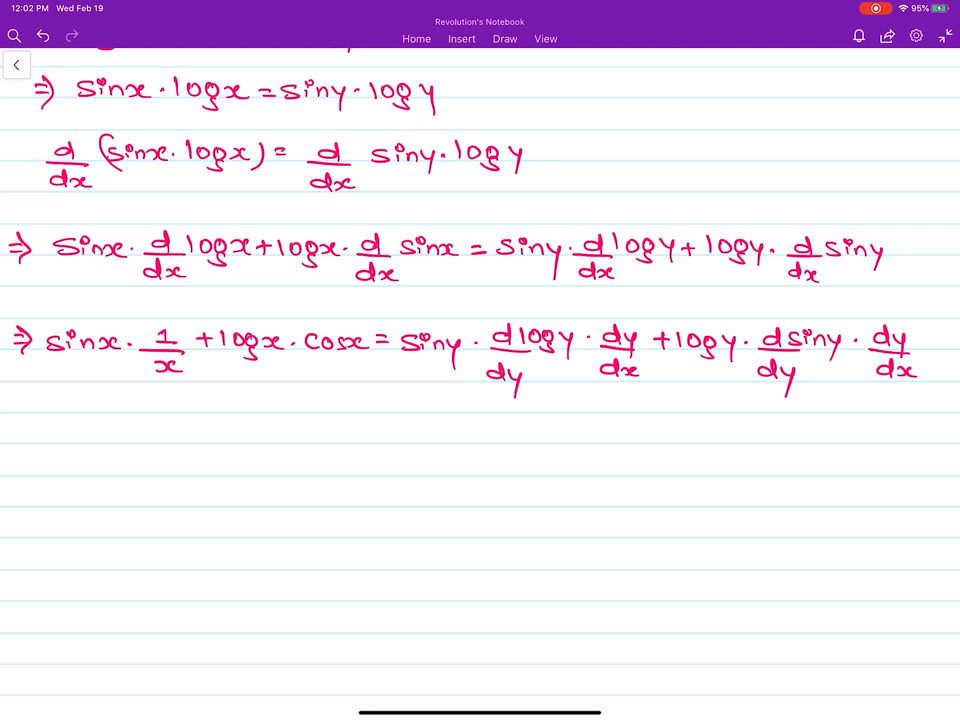 12:02 PM Wed Feb 19
95%
Revolution's Notebook
Home Insert Draw View
⇒ sinx · logx = siny · logy
d/dx (sinx · logx) = d/dx siny · logy
⇒ sinx · d/dx logx + logx · d/dx sinx = siny · d/dx logy + logy · d/dx siny
⇒ sinx · 1/x + logx · cosx = siny · dlogy/dy · dy/dx + logy · dsiny/dy · dy/dx